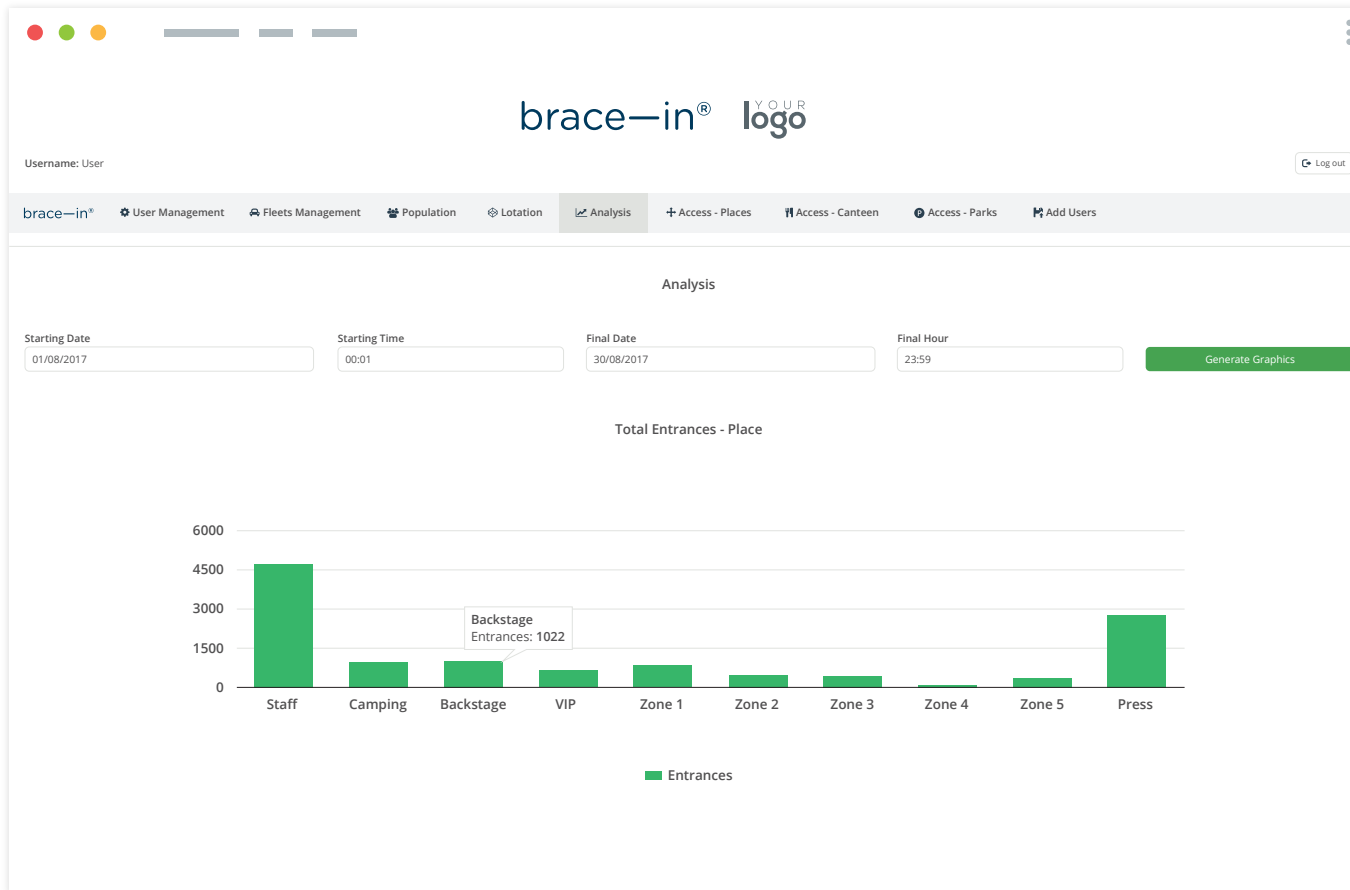 brace—in® YOUR logo
Username: User
Log out
brace—in® User Management Fleets Management Population Lotation Analysis Access - Places Access - Canteen Access - Parks Add Users
Analysis
Starting Date Starting Time Final Date Final Hour
01/08/2017 00:01 30/08/2017 23:59 Generate Graphics
Total Entrances - Place
6000
4500
3000
1500
0
Backstage
Entrances: 1022
Staff Camping Backstage VIP Zone 1 Zone 2 Zone 3 Zone 4 Zone 5 Press
Entrances